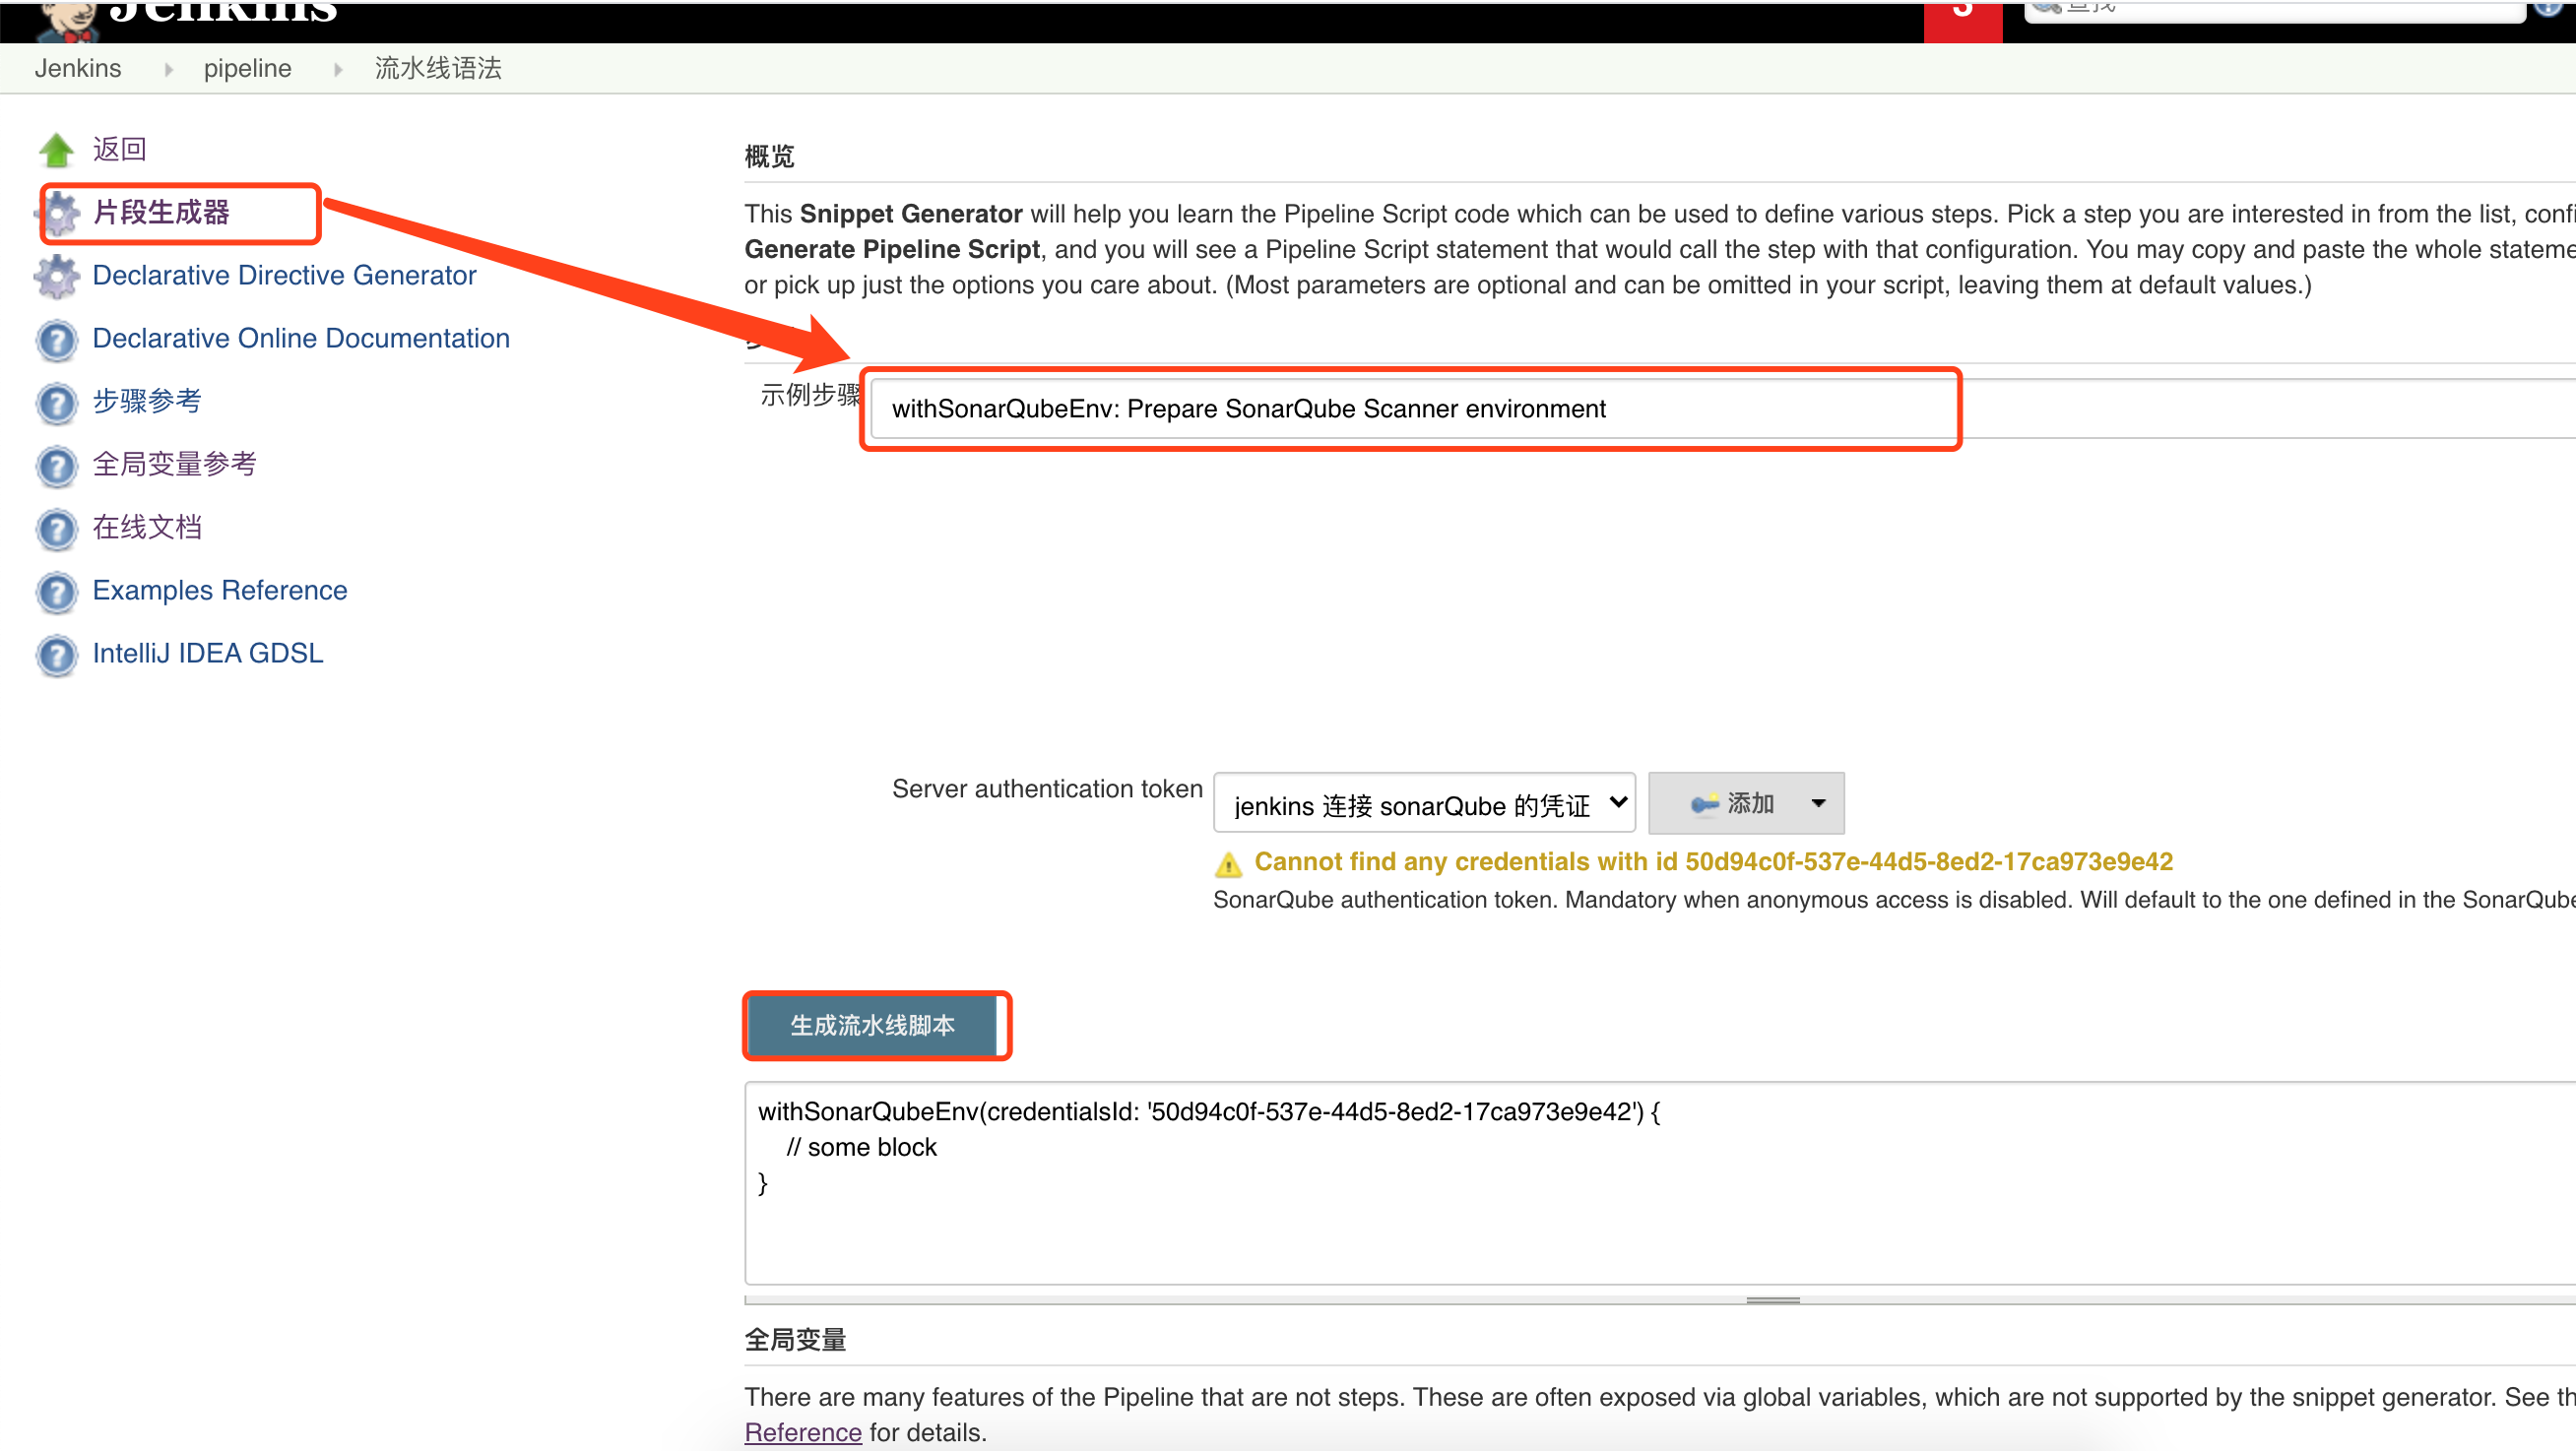 Jenkins
3
查找
Jenkins
pipeline
流水线语法
返回
片段生成器
Declarative Directive Generator
Declarative Online Documentation
步骤参考
全局变量参考
在线文档
Examples Reference
IntelliJ IDEA GDSL
概览
This Snippet Generator will help you learn the Pipeline Script code which can be used to define various steps. Pick a step you are interested in from the list,
Generate Pipeline Script, and you will see a Pipeline Script statement that would call the step with that configuration. You may copy and paste the whole
or pick up just the options you care about. (Most parameters are optional and can be omitted in your script, leaving them at default values.)
示例步骤
withSonarQubeEnv: Prepare SonarQube Scanner environment
Server authentication token
jenkins 连接 sonarQube 的凭证
添加
Cannot find any credentials with id 50d94c0f-537e-44d5-8ed2-17ca973e9e42
SonarQube authentication token. Mandatory when anonymous access is disabled. Will default to the one defined in the SonarQube
生成流水线脚本
withSonarQubeEnv(credentialsId: '50d94c0f-537e-44d5-8ed2-17ca973e9e42') {
// some block
}
全局变量
There are many features of the Pipeline that are not steps. These are often exposed via global variables, which are not supported by the snippet generator. See
Reference for details.